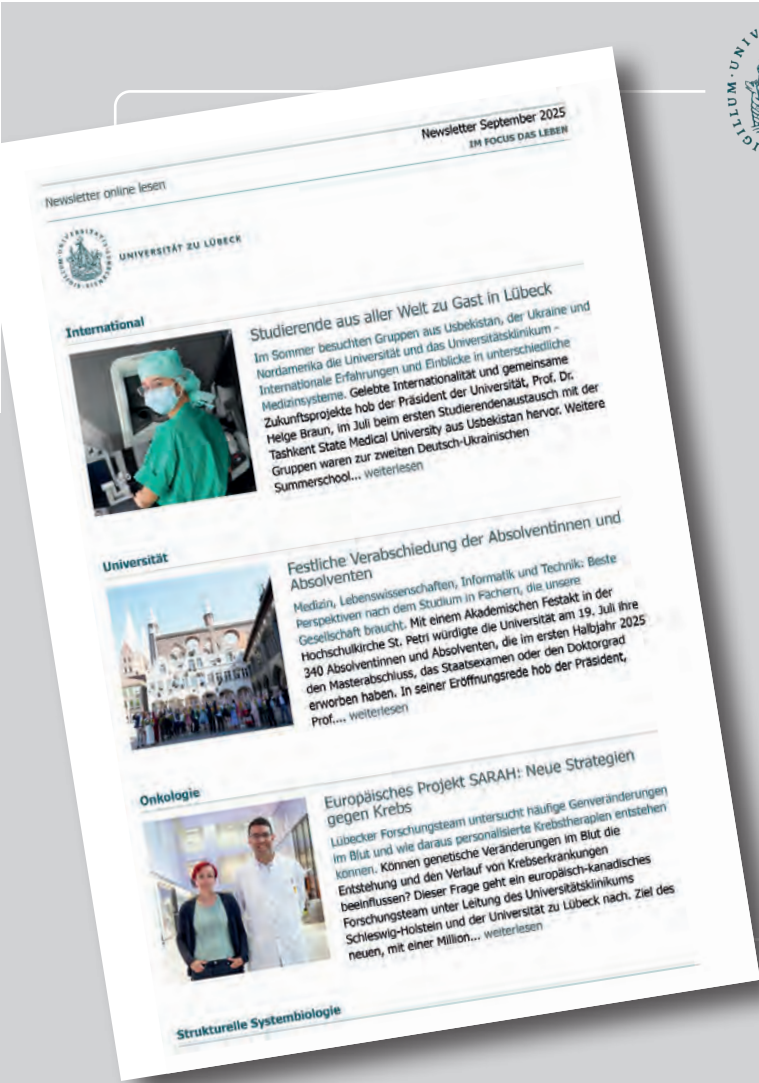 Newsletter September 2025
IM FOCUS DAS LEBEN
Newsletter online lesen
UNIVERSITÄT ZU LÜBECK
International
Studierende aus aller Welt zu Gast in Lübeck
Im Sommer besuchten Gruppen aus Usbekistan, der Ukraine und
Nordamerika die Universität und das Universitätsklinikum -
Internationale Erfahrungen und Einblicke in unterschiedliche
Medizinsysteme. Gelebte Internationalität und gemeinsame
Zukunftsprojekte hob der Präsident der Universität, Prof. Dr.
Helge Braun, im Juli beim ersten Studierendenaustausch mit der
Tashkent State Medical University aus Usbekistan hervor. Weitere
Gruppen waren zur zweiten Deutsch-Ukrainischen
Summerschool... weiterlesen
Universität
Festliche Verabschiedung der Absolventinnen und
Absolventen
Medizin, Lebenswissenschaften, Informatik und Technik: Beste
Perspektiven nach dem Studium in Fächern, die unsere
Gesellschaft braucht. Mit einem Akademischen Festakt in der
Hochschulkirche St. Petri würdigte die Universität am 19. Juli ihre
340 Absolventinnen und Absolventen, die im ersten Halbjahr 2025
den Masterabschluss, das Staatsexamen oder den Doktorgrad
erworben haben. In seiner Eröffnungsrede hob der Präsident,
Prof.... weiterlesen
Onkologie
Europäisches Projekt SARAH: Neue Strategien
gegen Krebs
Lübecker Forschungsteam untersucht häufige Genveränderungen
im Blut und wie daraus personalisierte Krebstherapien entstehen
können. Können genetische Veränderungen im Blut die
Entstehung und den Verlauf von Krebserkrankungen
beeinflussen? Dieser Frage geht ein europäisch-kanadisches
Forschungsteam unter Leitung des Universitätsklinikums
Schleswig-Holstein und der Universität zu Lübeck nach. Ziel des
neuen, mit einer Million... weiterlesen
Strukturelle Systembiologie